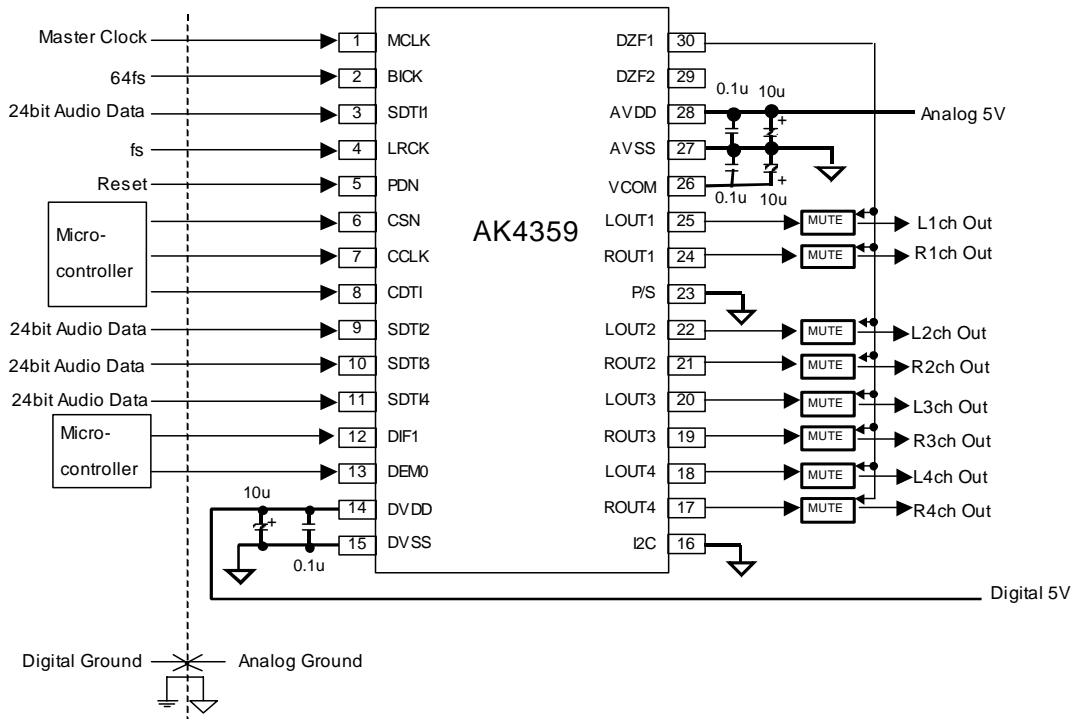 Master Clock 1 MCLK
64fs 2 BICK
24bit Audio Data 3 SDTI1
fs 4 LRCK
Reset 5 PDN
Micro-
controller
6 CSN
7 CCLK
8 CDTI
24bit Audio Data 9 SDTI2
24bit Audio Data 10 SDTI3
24bit Audio Data 11 SDTI4
Micro-
controller
12 DIF1
13 DEM0
10u
+
14 DVDD
15 DVSS
0.1u
AK4359
DZF1 30
DZF2 29
0.1u 10u
AVDD 28 + Analog 5V
AVSS 27
VCOM 26 +
0.1u 10u
LOUT1 25 MUTE L1ch Out
ROUT1 24 MUTE R1ch Out
P/S 23
LOUT2 22 MUTE L2ch Out
ROUT2 21 MUTE R2ch Out
LOUT3 20 MUTE L3ch Out
ROUT3 19 MUTE R3ch Out
LOUT4 18 MUTE L4ch Out
ROUT4 17 MUTE R4ch Out
I2C 16
Digital 5V
Digital Ground Analog Ground